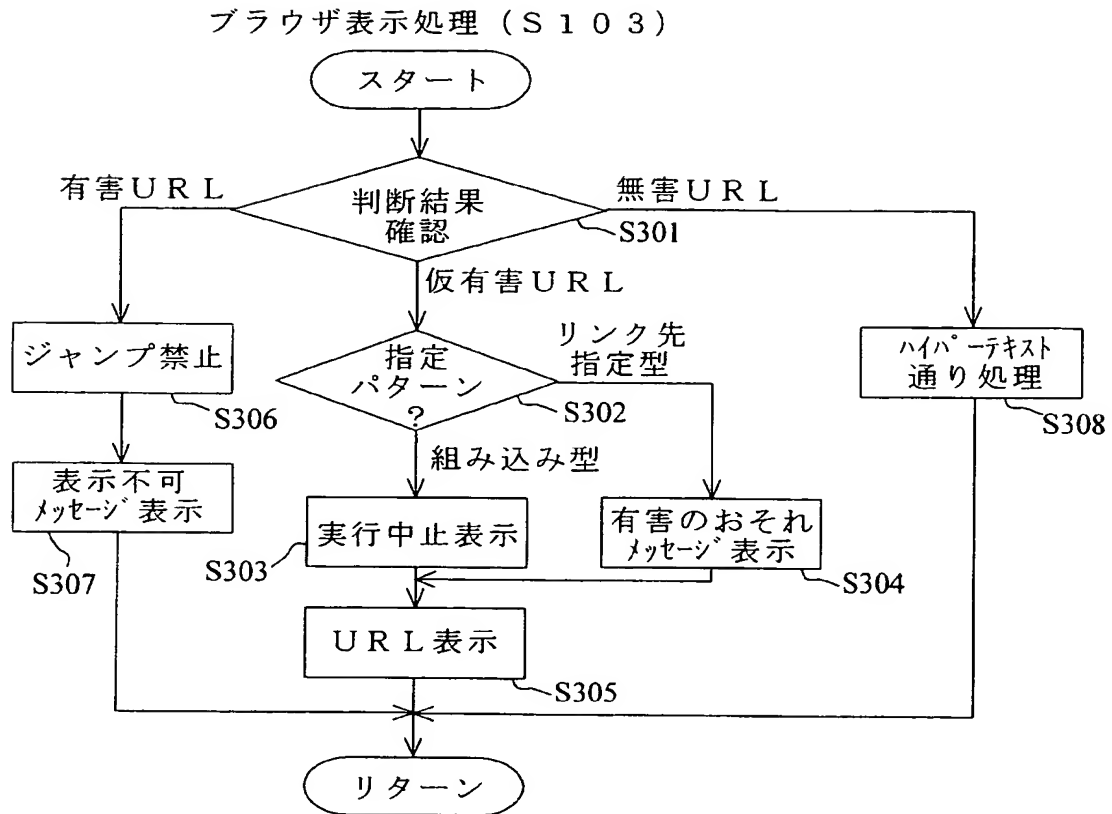 ブラウザ表示処理（Ｓ１０３）
スタート
有害ＵＲＬ
無害ＵＲＬ
判断結果
確認
S301
仮有害ＵＲＬ
ジャンプ禁止
S306
指定
パターン
？
S302
リンク先
指定型
ﾊｲﾊﾟｰテキスト
通り処理
S308
組み込み型
表示不可
ﾒｯｾｰｼﾞ表示
S307
実行中止表示
S303
有害のおそれ
ﾒｯｾｰｼﾞ表示
S304
ＵＲＬ表示
S305
リターン